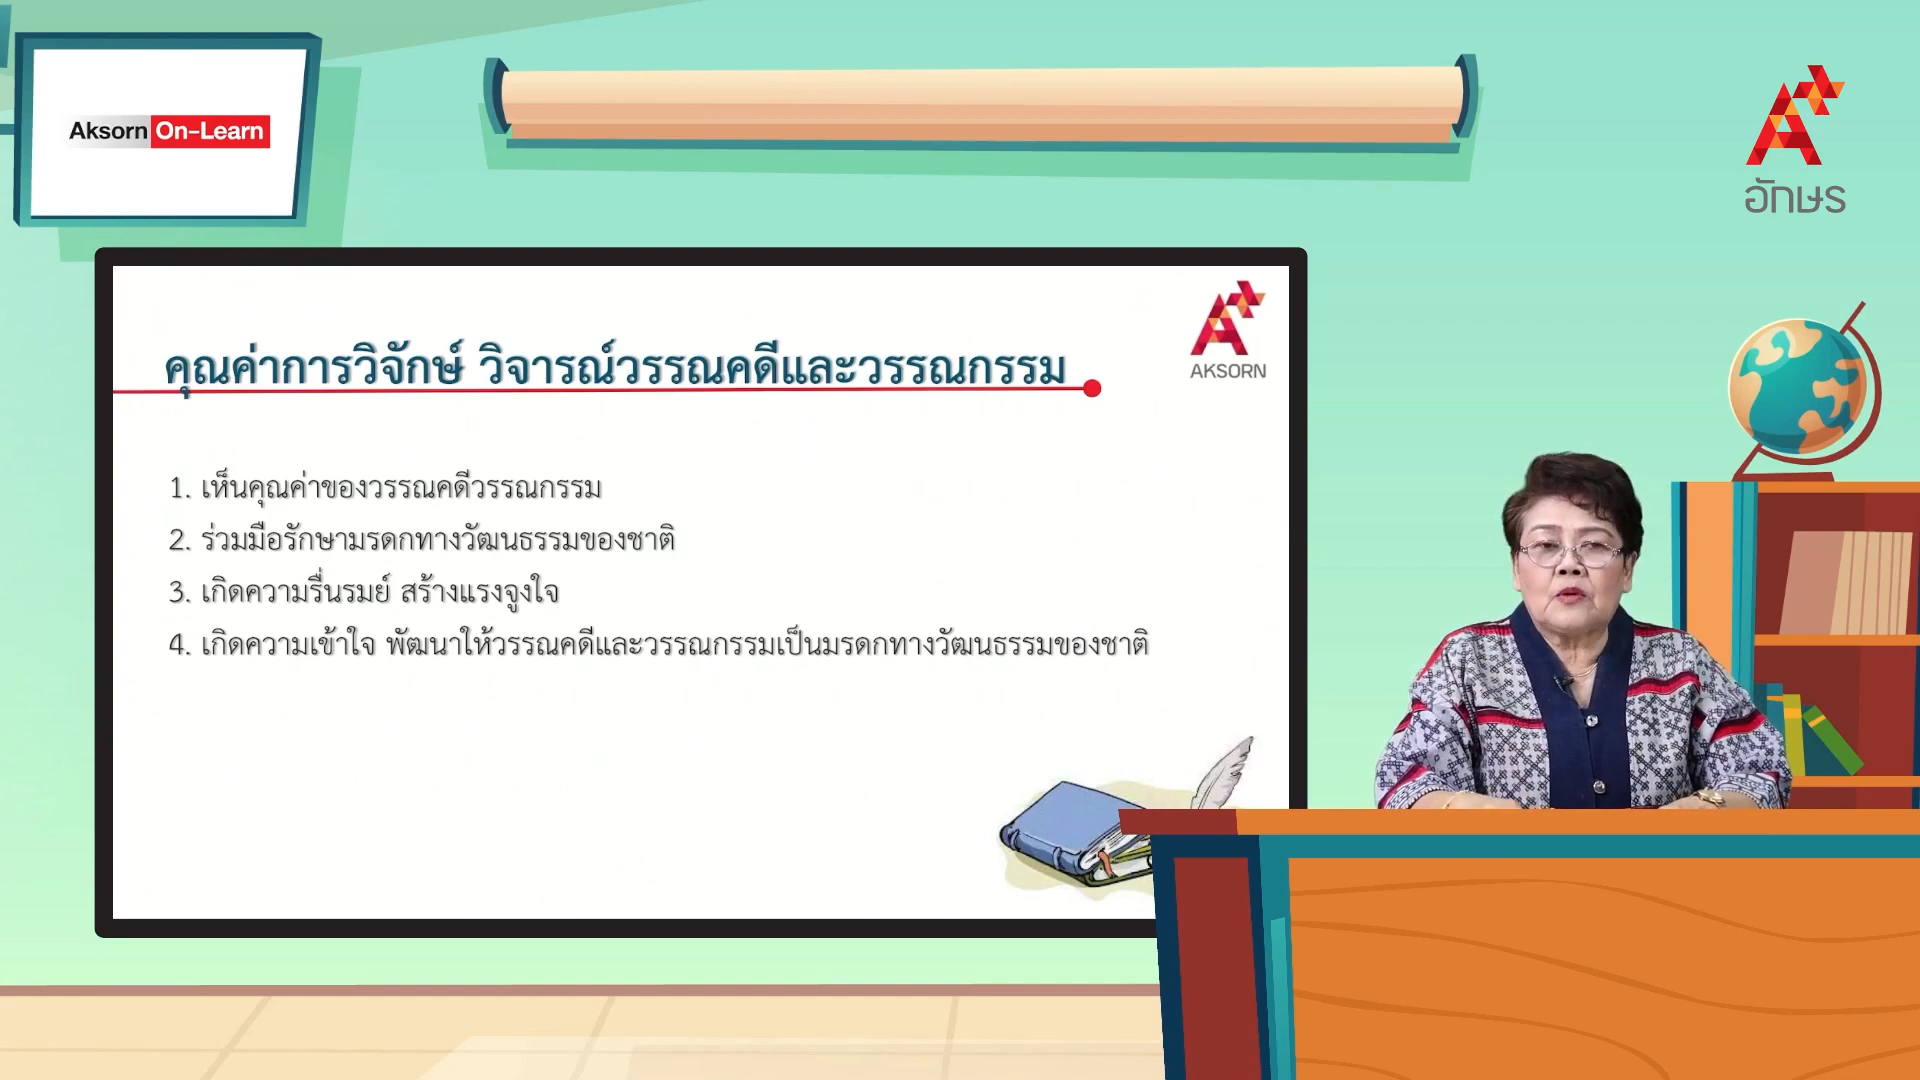 Aksorn On-Learn
อักษร
คุณค่าการวิจักษ์ วิจารณ์วรรณคดีและวรรณกรรม
AKSORN
1. เห็นคุณค่าของวรรณคดีวรรณกรรม
2. ร่วมมือรักษามรดกทางวัฒนธรรมของชาติ
3. เกิดความรื่นรมย์ สร้างแรงจูงใจ
4. เกิดความเข้าใจ พัฒนาให้วรรณคดีและวรรณกรรมเป็นมรดกทางวัฒนธรรมของชาติ